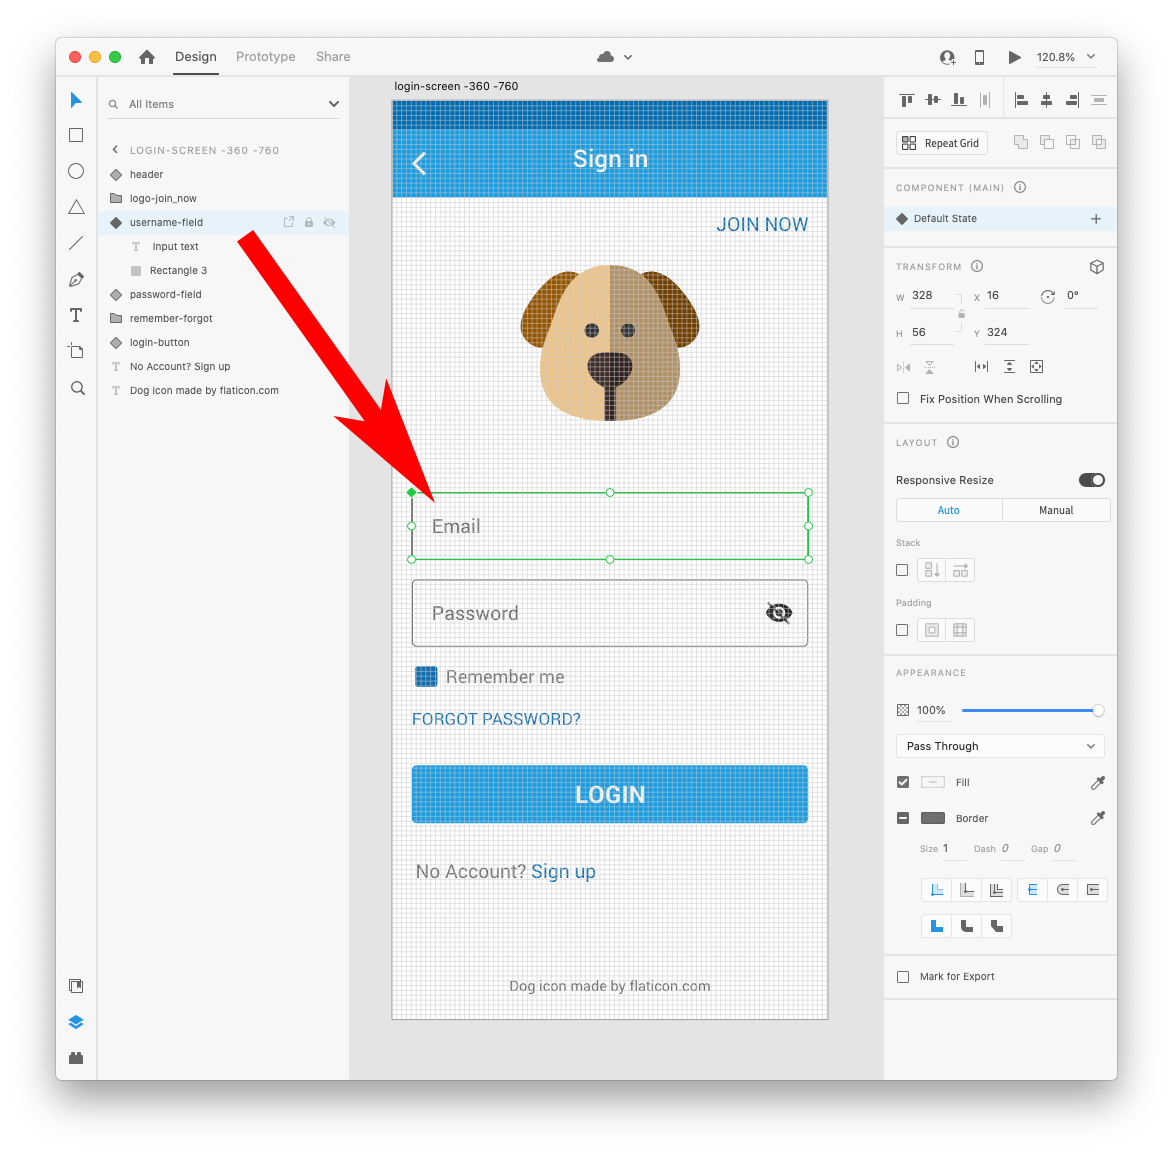 Design
Prototype
Share
120.8%
All Items
LOGIN-SCREEN -360 -760
header
logo-join_now
username-field
T Input text
Rectangle 3
password-field
remember-forgot
login-button
T No Account? Sign up
T Dog icon made by flaticon.com
login-screen -360 -760
Sign in
JOIN NOW
Email
Password
Remember me
FORGOT PASSWORD?
LOGIN
No Account? Sign up
Dog icon made by flaticon.com
Repeat Grid
COMPONENT (MAIN)
Default State
TRANSFORM
W 328 X 16 0°
H 56 Y 324
Fix Position When Scrolling
LAYOUT
Responsive Resize
Auto Manual
Stack
Padding
APPEARANCE
100%
Pass Through
Fill
Border
Size 1 Dash 0 Gap 0
Mark for Export